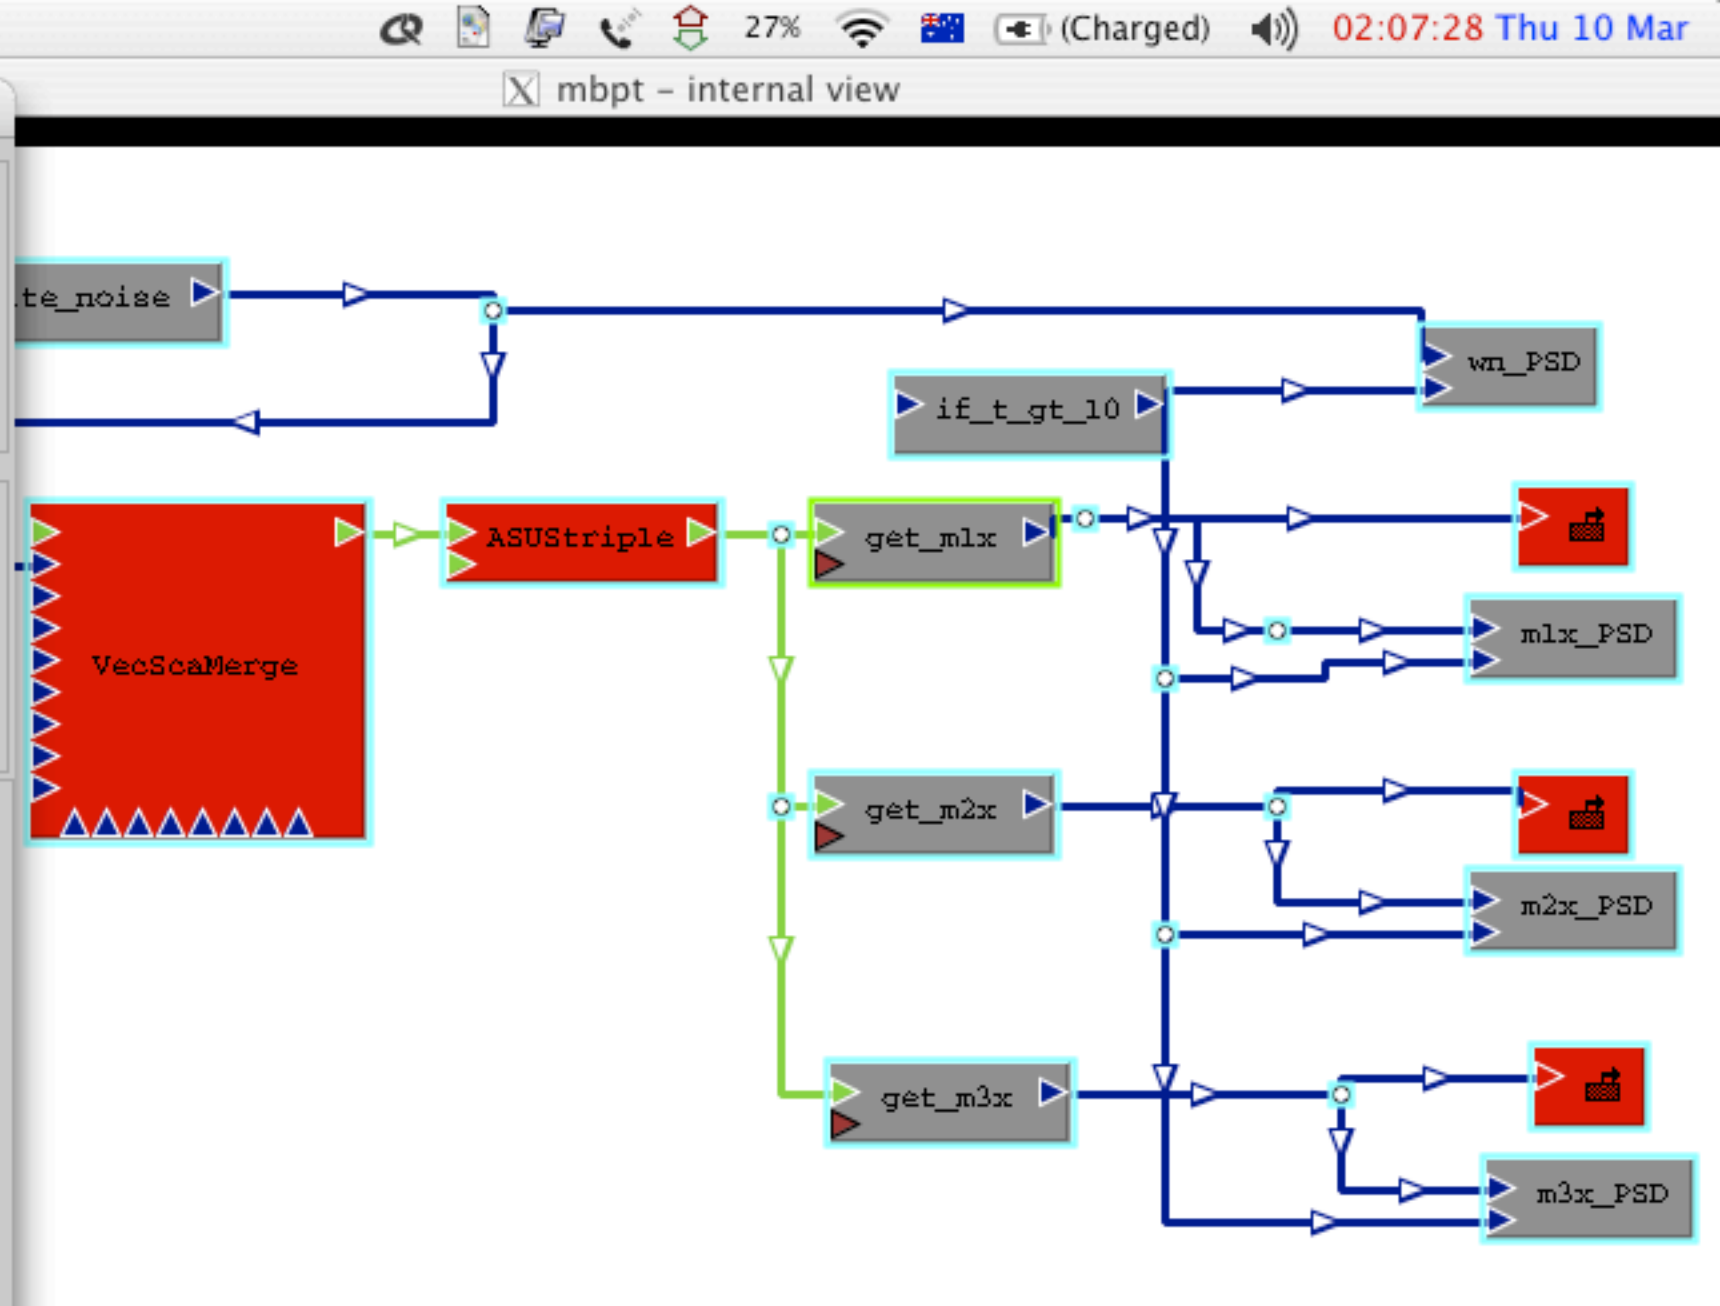 27% (Charged) 02:07:28 Thu 10 Mar
X mbpt - internal view
te_noise
wn_PSD
if_t_gt_10
VecScaMerge
ASUStriple
get_m1x
m1x_PSD
get_m2x
m2x_PSD
get_m3x
m3x_PSD